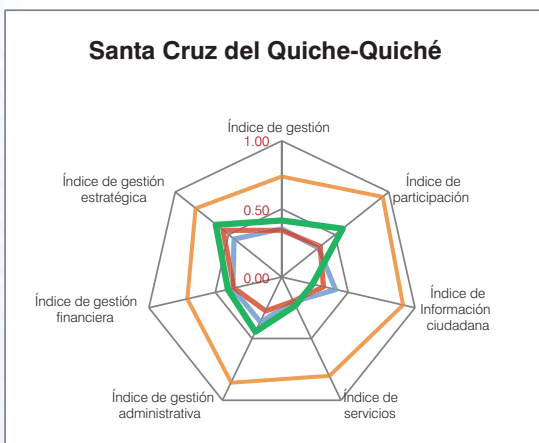 Santa Cruz del Quiche-Quiché
Índice de gestión
1.00
Índice de gestión
estratégica
Índice de
participación
0.50
0.00
Índice de gestión
financiera
Índice de
Información
ciudadana
Índice de gestión
administrativa
Índice de
servicios